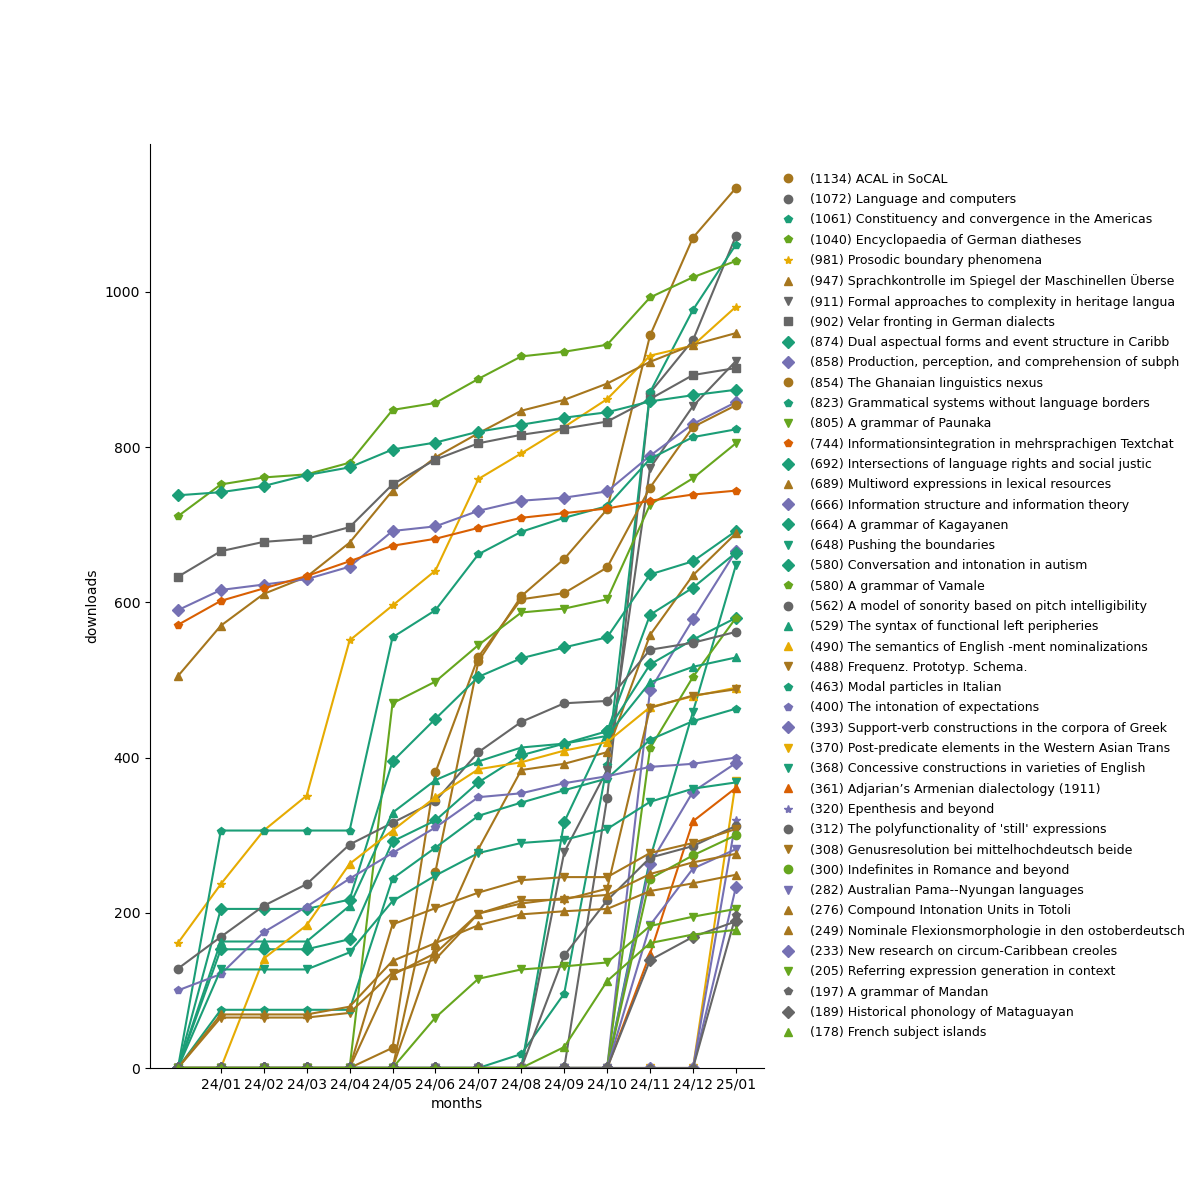 (1134) ACAL in SoCAL
(1072) Language and computers
(1061) Constituency and convergence in the Americas
(1040) Encyclopaedia of German diatheses
(981) Prosodic boundary phenomena
(947) Sprachkontrolle im Spiegel der Maschinellen Überse
(911) Formal approaches to complexity in heritage langua
(902) Velar fronting in German dialects
(874) Dual aspectual forms and event structure in Caribb
(858) Production, perception, and comprehension of subph
(854) The Ghanaian linguistics nexus
(823) Grammatical systems without language borders
(805) A grammar of Paunaka
(744) Informationsintegration in mehrsprachigen Textchat
(692) Intersections of language rights and social justic
(689) Multiword expressions in lexical resources
(666) Information structure and information theory
(664) A grammar of Kagayanen
(648) Pushing the boundaries
(580) Conversation and intonation in autism
(580) A grammar of Vamale
(562) A model of sonority based on pitch intelligibility
(529) The syntax of functional left peripheries
(490) The semantics of English -ment nominalizations
(488) Frequenz. Prototyp. Schema.
(463) Modal particles in Italian
(400) The intonation of expectations
(393) Support-verb constructions in the corpora of Greek
(370) Post-predicate elements in the Western Asian Trans
(368) Concessive constructions in varieties of English
(361) Adjarian’s Armenian dialectology (1911)
(320) Epenthesis and beyond
(312) The polyfunctionality of 'still' expressions
(308) Genusresolution bei mittelhochdeutsch beide
(300) Indefinites in Romance and beyond
(282) Australian Pama--Nyungan languages
(276) Compound Intonation Units in Totoli
(249) Nominale Flexionsmorphologie in den ostoberdeutsch
(233) New research on circum-Caribbean creoles
(205) Referring expression generation in context
(197) A grammar of Mandan
(189) Historical phonology of Mataguayan
(178) French subject islands
downloads
1000
800
600
400
200
0
24/01 24/02 24/03 24/04 24/05 24/06 24/07 24/08 24/09 24/10 24/11 24/12 25/01
months